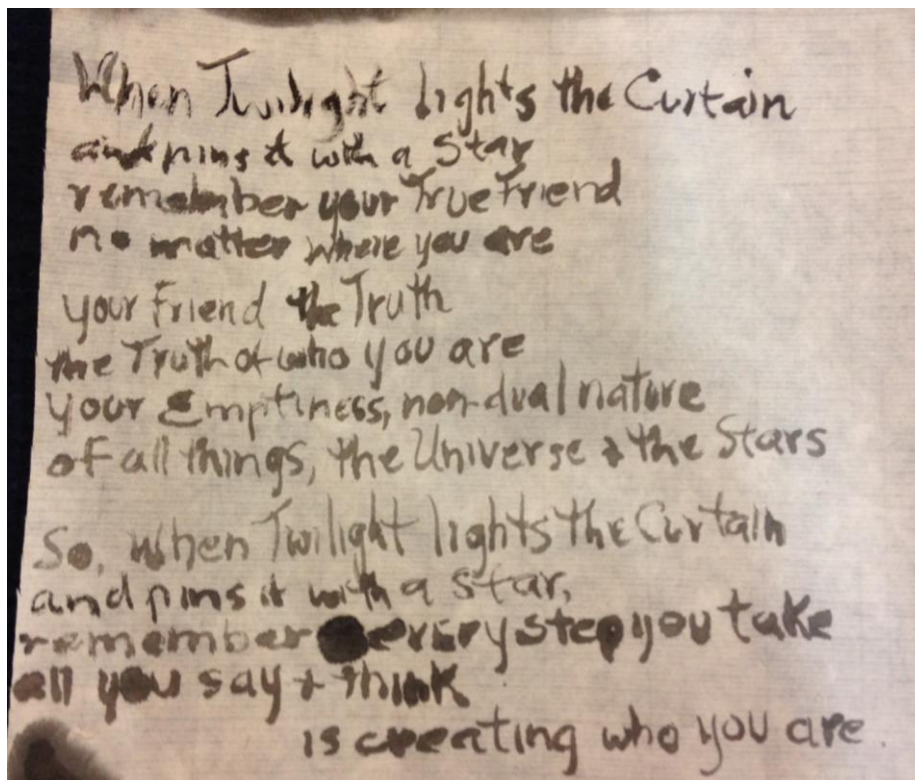 When Twilight lights the Curtain
and pins it with a Star
remember your True Friend
no matter where you are
your Friend the Truth
the Truth of who you are
your Emptiness, non-dual nature
of all things, the Universe & the Stars
So, when Twilight lights the Curtain
and pins it with a star,
remember every step you take
all you say & think
is creating who you are.